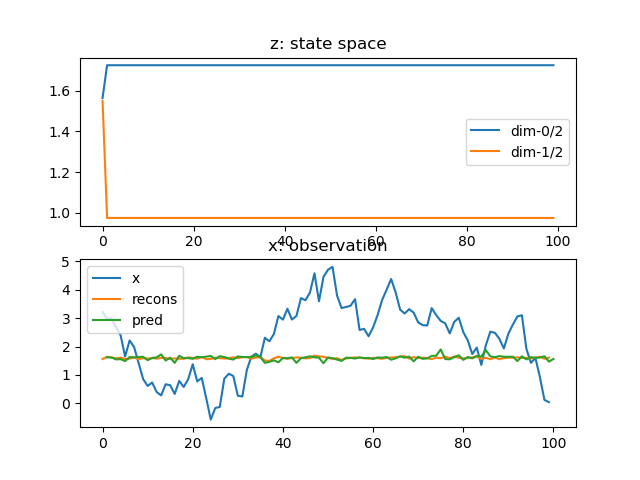 z: state space
1.6
1.4
1.2
1.0
dim-0/2
dim-1/2
0 20 40 60 80 100
x: observation
5
4
3
2
1
0
x
recons
pred
0 20 40 60 80 100